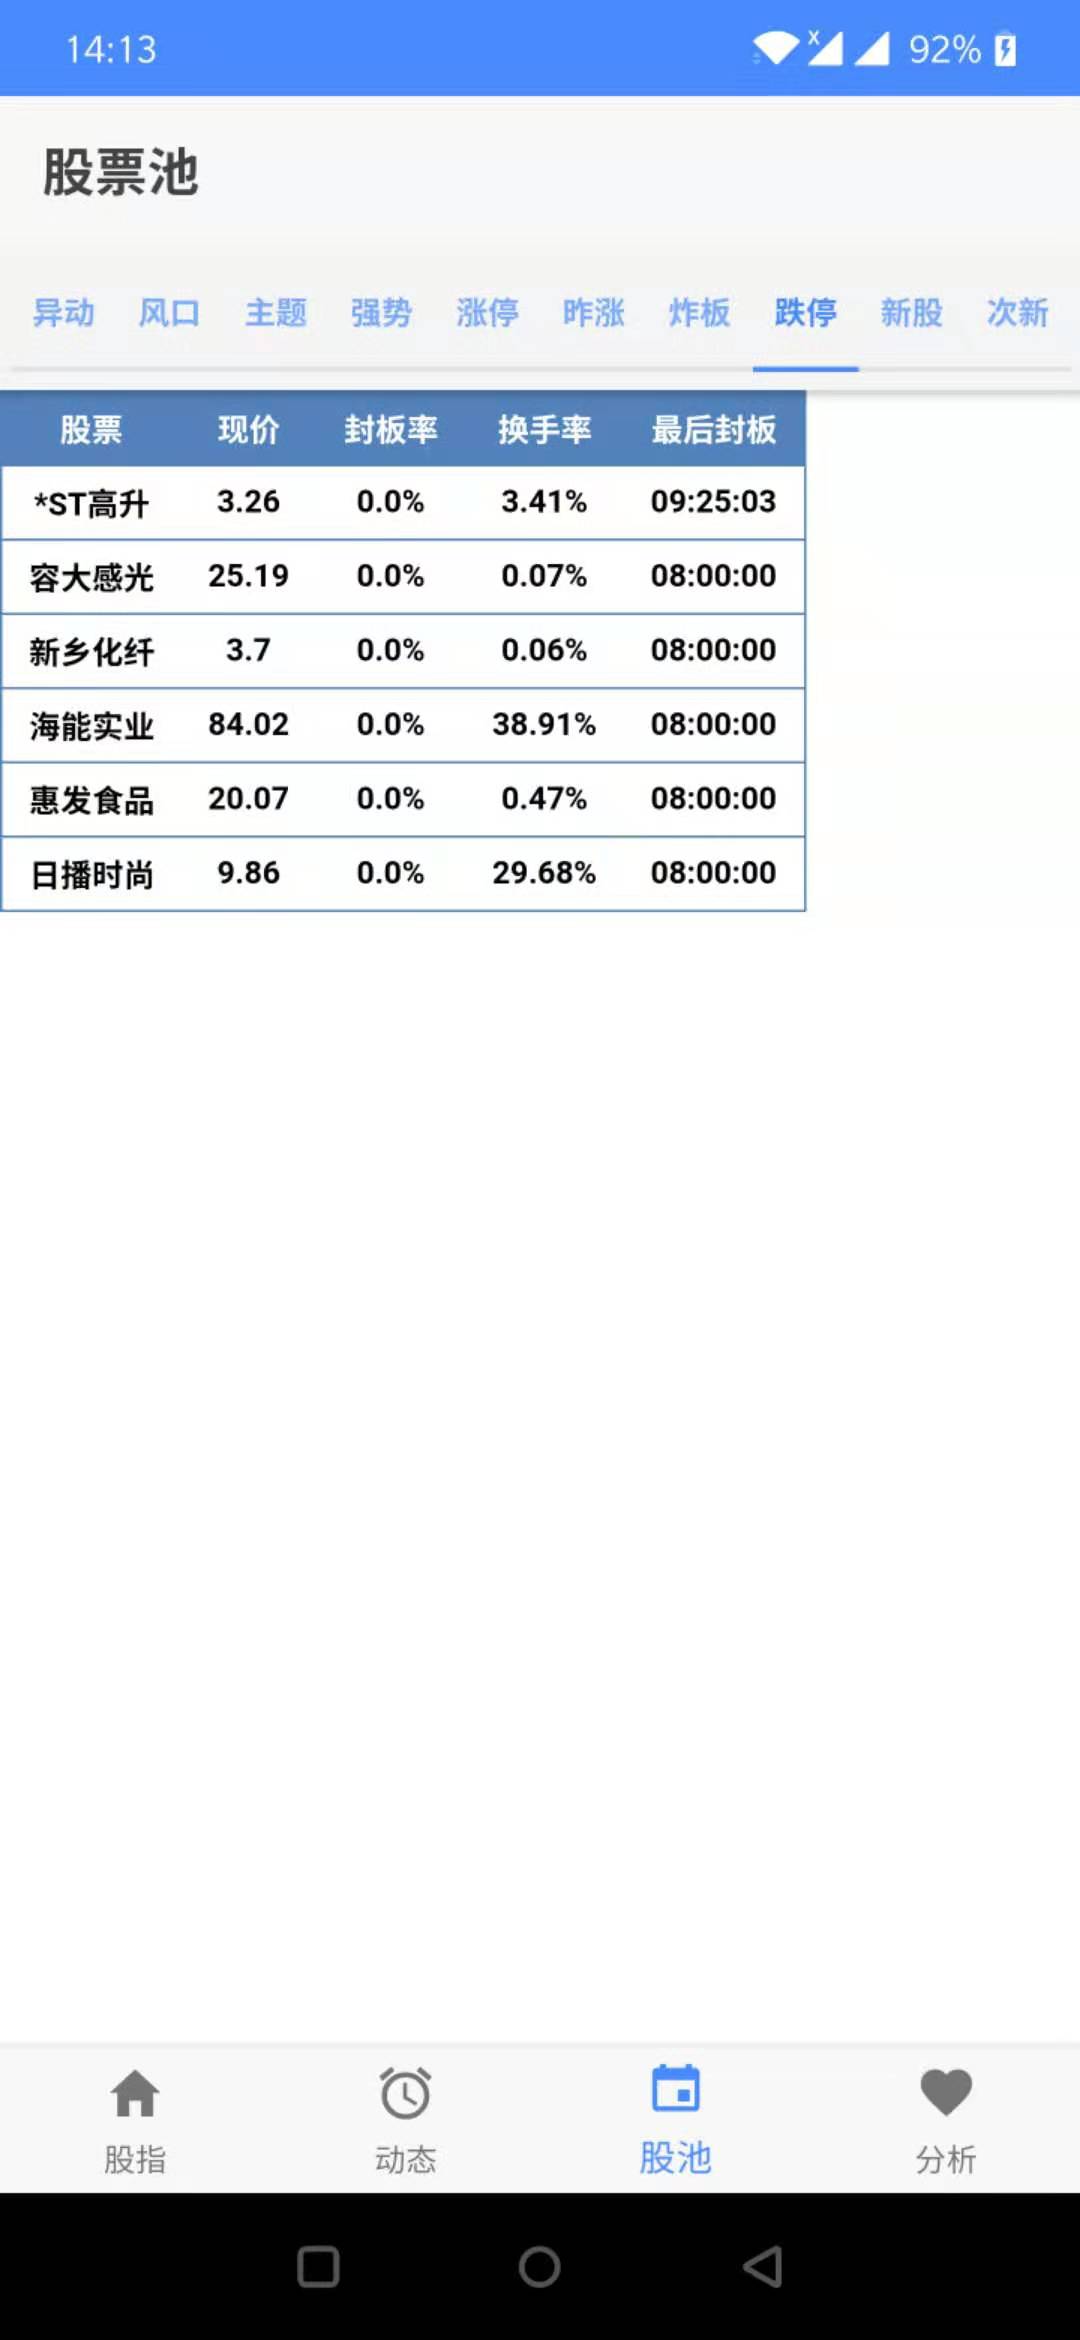 14:13 x 92%
股票池
异动 风口 主题 强势 涨停 昨涨 炸板 跌停 新股 次新
股票 现价 封板率 换手率 最后封板
*ST高升 3.26 0.0% 3.41% 09:25:03
容大感光 25.19 0.0% 0.07% 08:00:00
新乡化纤 3.7 0.0% 0.06% 08:00:00
海能实业 84.02 0.0% 38.91% 08:00:00
惠发食品 20.07 0.0% 0.47% 08:00:00
日播时尚 9.86 0.0% 29.68% 08:00:00
股指 动态 股池 分析